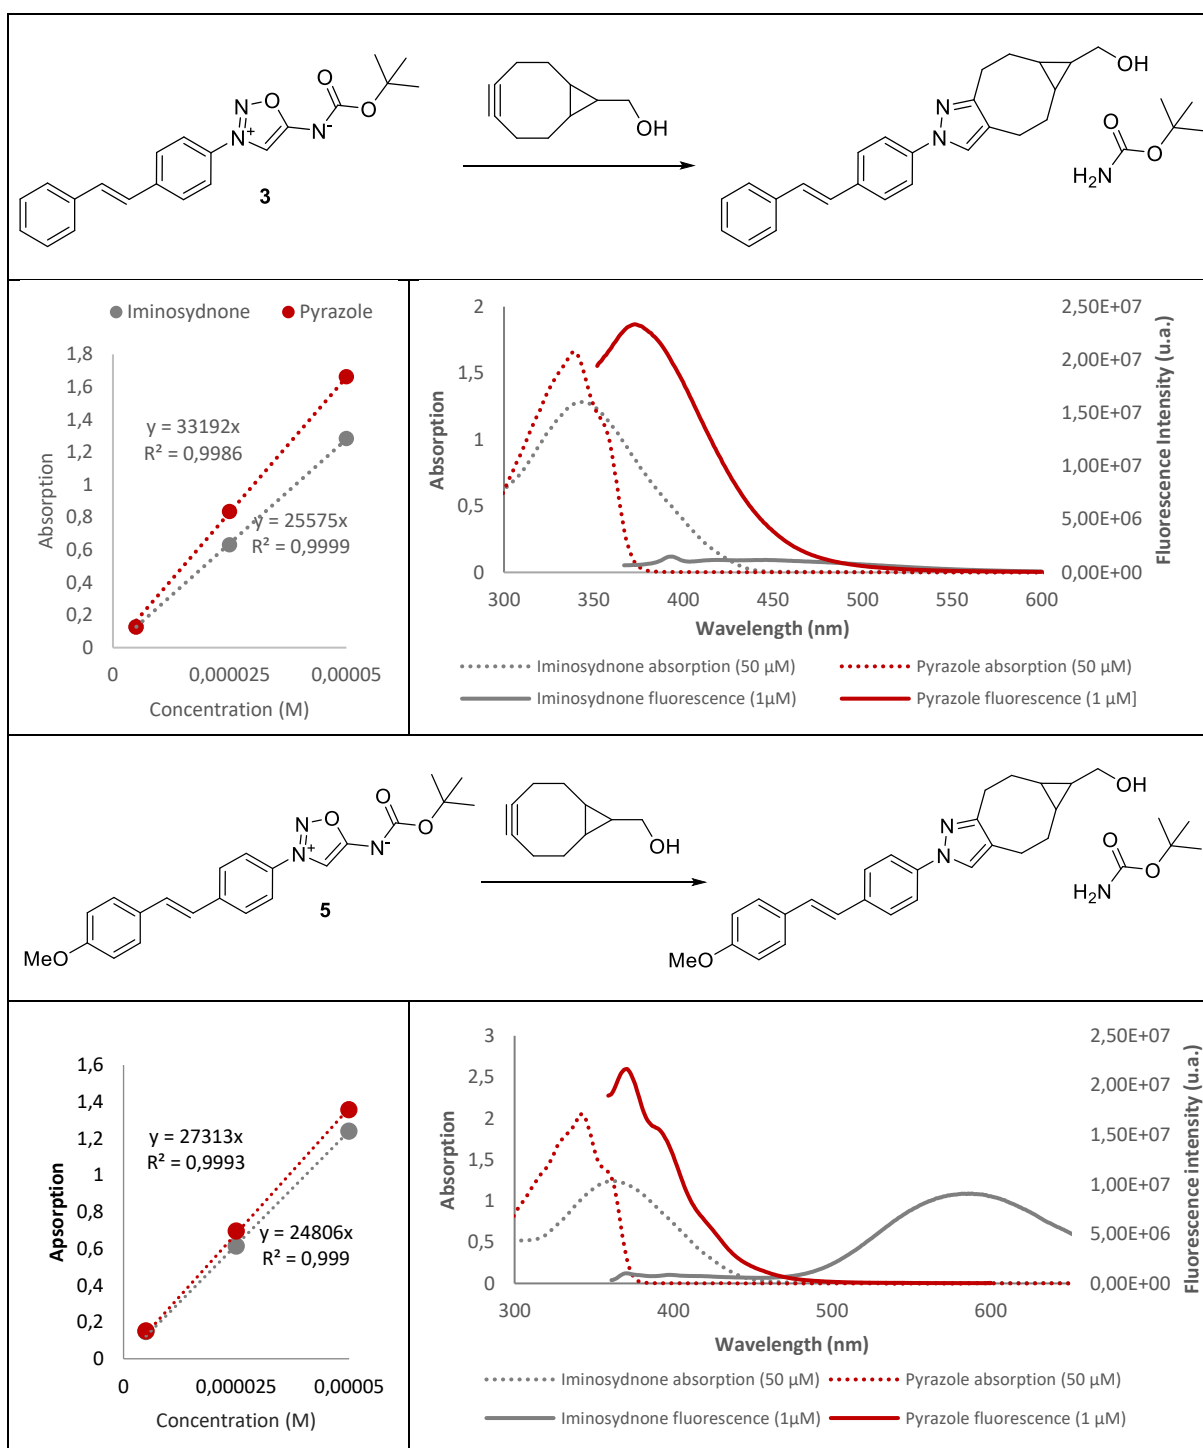 N
O
N+
N-
O
O
3
OH
N
N
OH
O
H2N
O
Iminosydnone
Pyrazole
1,8
1,6
1,4
1,2
1
0,8
0,6
0,4
0,2
0
Absorption
y = 33192x
R² = 0,9986
y = 25575x
R² = 0,9999
0
0,000025
0,00005
Concentration (M)
2
1,5
1
0,5
0
Absorption
2,50E+07
2,00E+07
1,50E+07
1,00E+07
5,00E+06
0,00E+00
Fluorescence Intensity (u.a.)
300
350
400
450
500
550
600
Wavelength (nm)
Iminosydnone absorption (50 µM)
Pyrazole absorption (50 µM)
Iminosydnone fluorescence (1µM)
Pyrazole fluorescence (1 µM]
N
O
N+
N-
O
O
5
MeO
OH
N
N
MeO
OH
O
H2N
O
1,6
1,4
1,2
1
0,8
0,6
0,4
0,2
0
Apsorption
y = 27313x
R² = 0,9993
y = 24806x
R² = 0,999
0
0,000025
0,00005
Concentration (M)
3
2,5
2
1,5
1
0,5
0
Absorption
2,50E+07
2,00E+07
1,50E+07
1,00E+07
5,00E+06
0,00E+00
Fluorescence intensity (u.a.)
300
400
500
600
Wavelength (nm)
Iminosydnone absorption (50 µM)
Pyrazole absorption (50 µM)
Iminosydnone fluorescence (1µM)
Pyrazole fluorescence (1 µM)